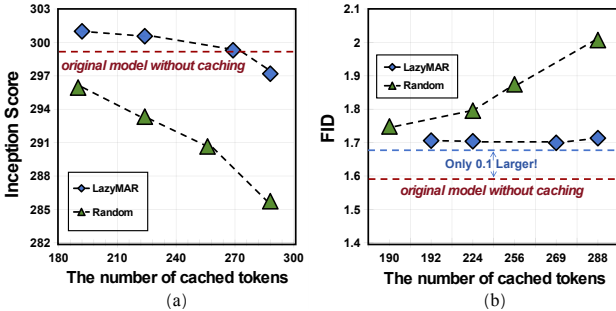 303
300
297
294
291
288
285
282
Inception Score
original model without caching
LazyMAR
Random
180
210
240
270
300
The number of cached tokens
(a)
2.1
2
1.9
1.8
1.7
1.6
1.5
1.4
FID
LazyMAR
Random
Only 0.1 Larger!
original model without caching
190
192
224
256
269
288
The number of cached tokens
(b)